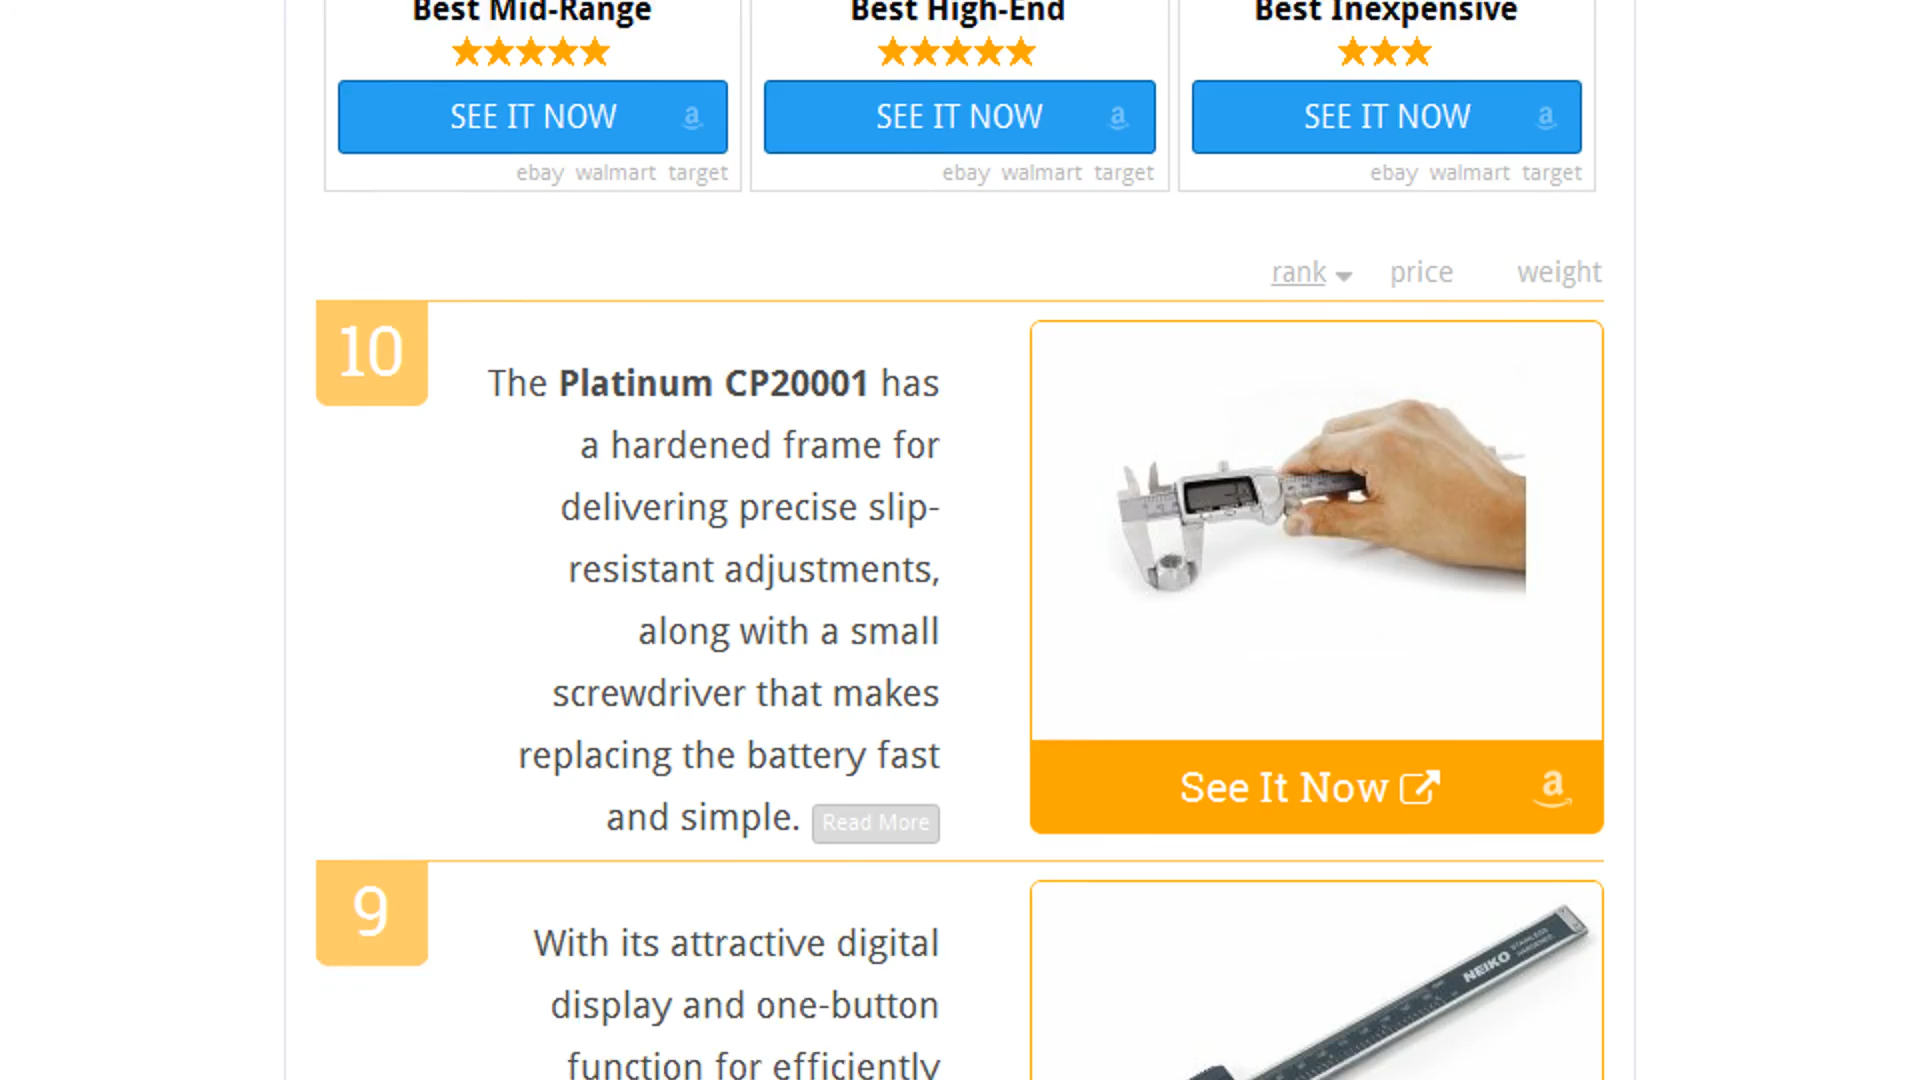 Best Mid-Range
SEE IT NOW a
ebay walmart target
Best High-End
SEE IT NOW a
ebay walmart target
Best Inexpensive
SEE IT NOW a
ebay walmart target
rank price weight
10
The Platinum CP20001 has
a hardened frame for
delivering precise slip-
resistant adjustments,
along with a small
screwdriver that makes
replacing the battery fast
and simple. Read More
See It Now a
9
With its attractive digital
display and one-button
function for efficiently
NEIKO
STAINLESS
HARDENED